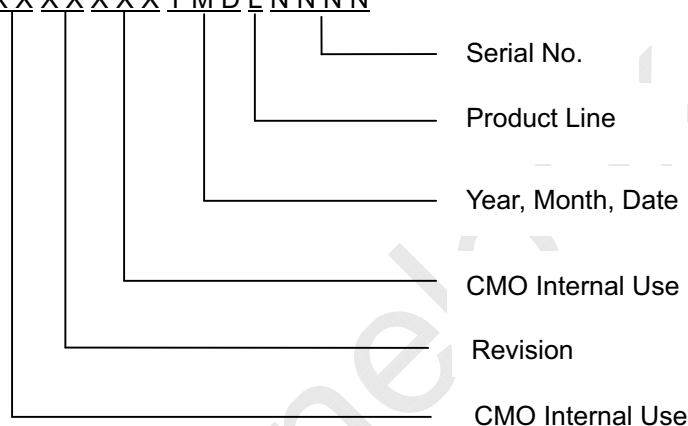 X X X X X X X Y M D L N N N N
Serial No.
Product Line
Year, Month, Date
CMO Internal Use
Revision
CMO Internal Use